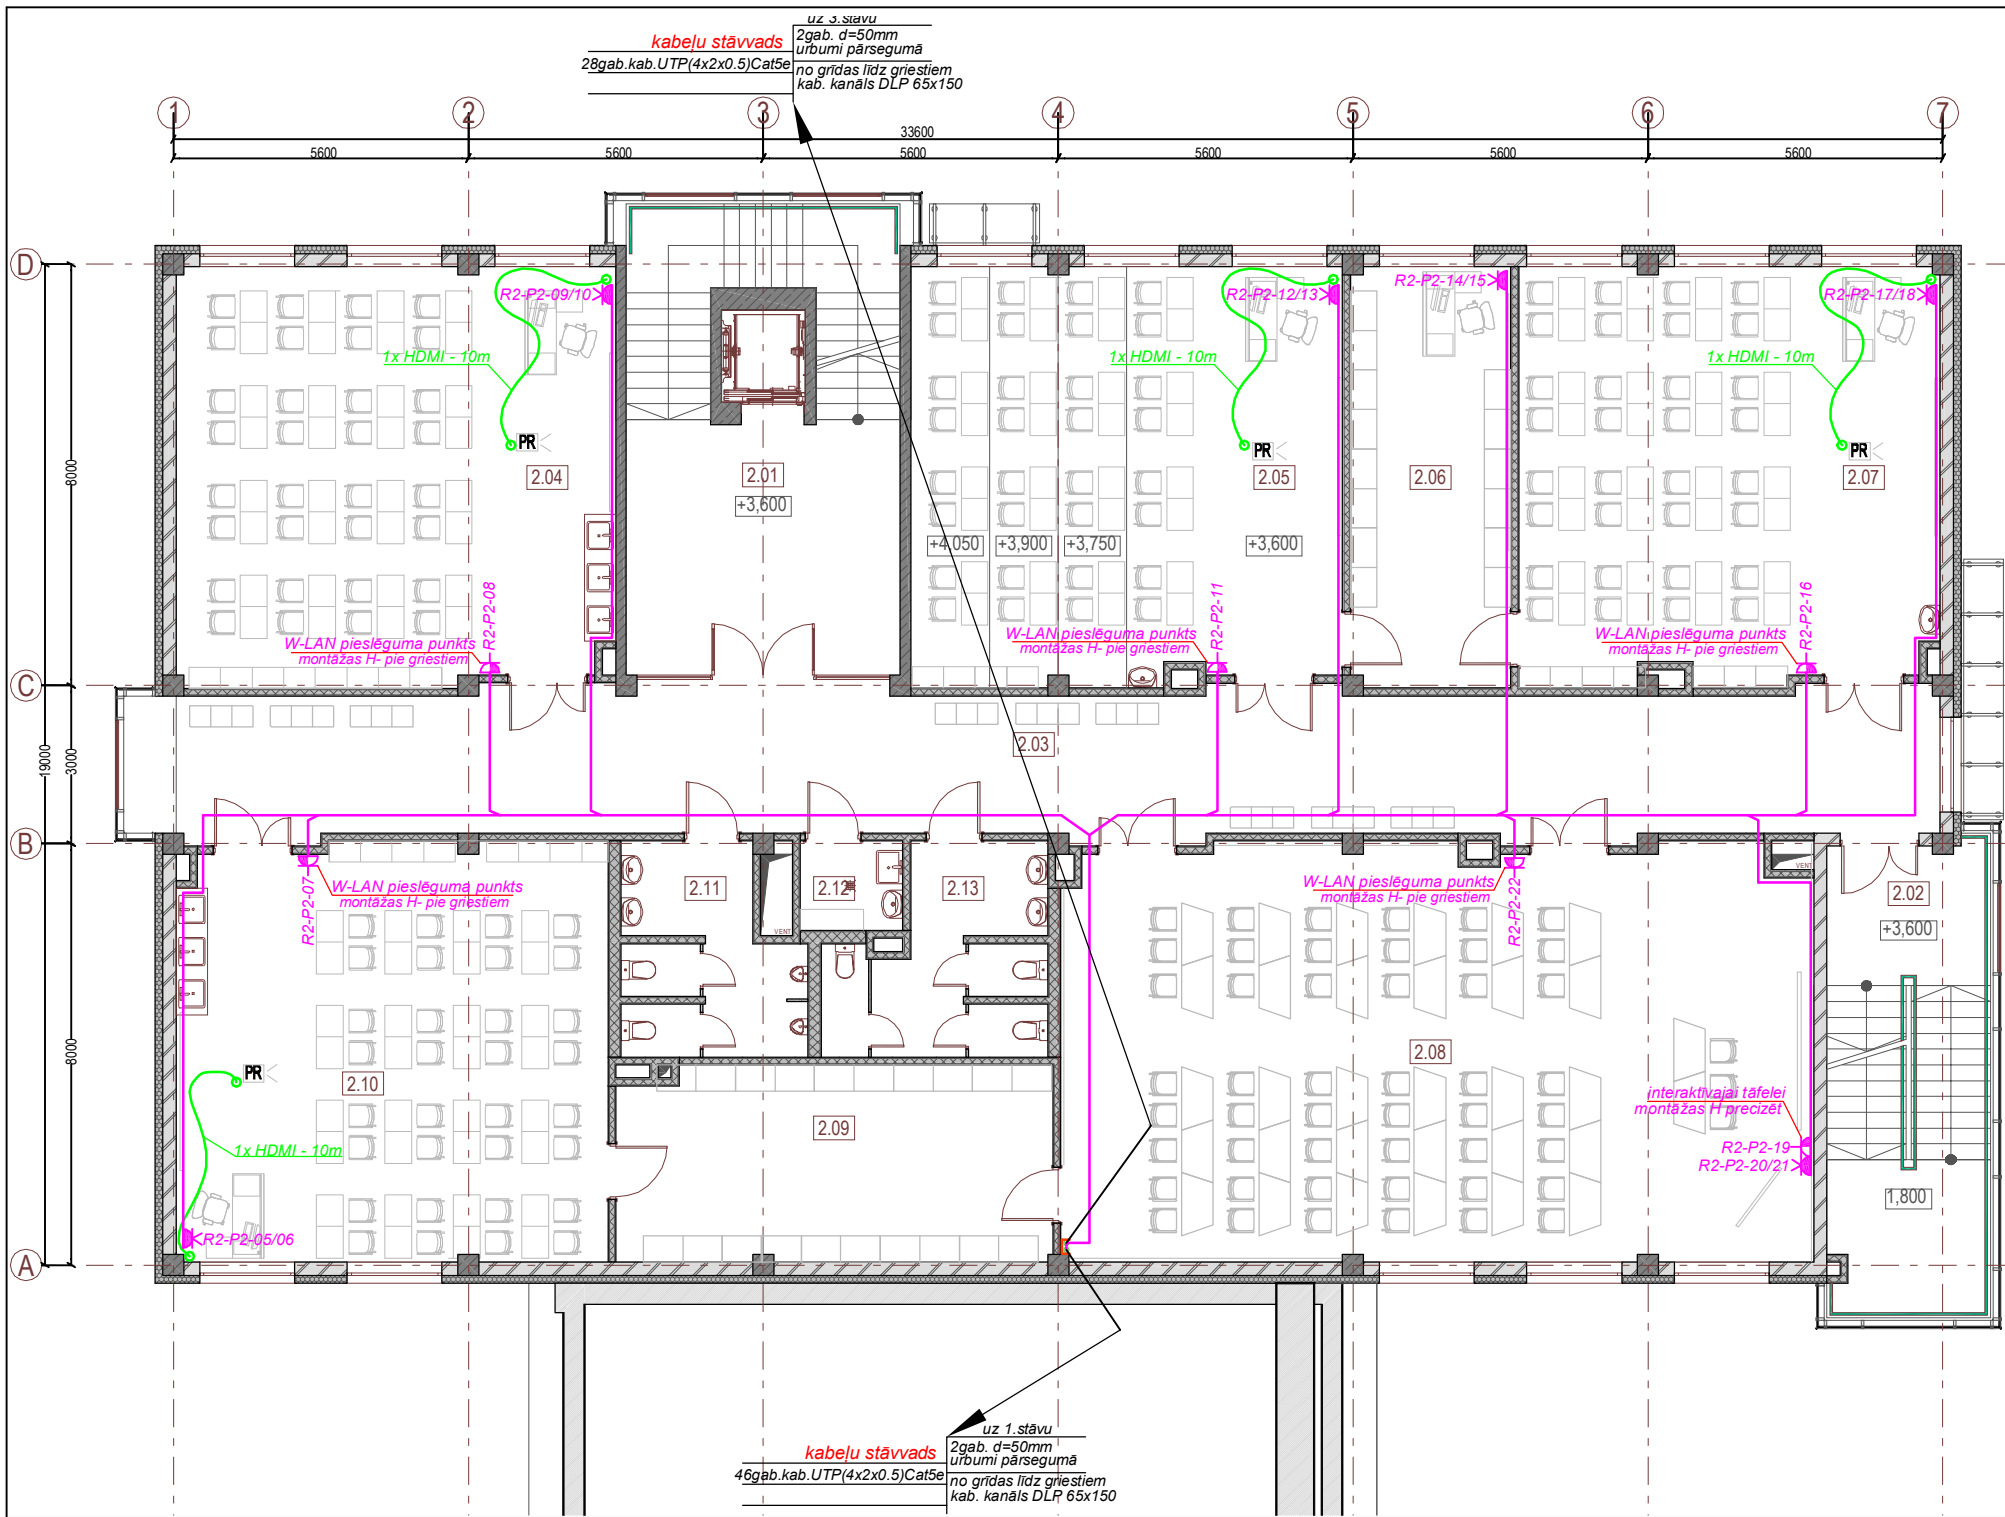 uz 3.stāvu
kabeļu stāvvads
2gab. d=50mm
urbumi pārsegumā
28gab.kab.UTP(4x2x0.5)Cat5e
no grīdas līdz griestiem
kab. kanāls DLP 65x150
1
2
3
4
5
6
7
33600
5600
5600
5600
5600
5600
5600
D
R2-P2-09/10
R2-P2-12/13
R2-P2-14/15
R2-P2-17/18
1x HDMI - 10m
1x HDMI - 10m
1x HDMI - 10m
PR
PR
PR
2.04
2.01
2.05
2.06
2.07
8000
+3,600
+4,050
+3,900
+3,750
+3,600
R2-P2-08
R2-P2-11
R2-P2-16
W-LAN pieslēguma punkts
montāžas H- pie griestiem
W-LAN pieslēguma punkts
montāžas H- pie griestiem
W-LAN pieslēguma punkts
montāžas H- pie griestiem
C
2.03
19000
3000
B
VENT
2.11
2.12
2.13
2.02
W-LAN pieslēguma punkts
montāžas H- pie griestiem
R2-P2-07
W-LAN pieslēguma punkts
montāžas H- pie griestiem
R2-P2-22
VENT
+3,600
8000
PR
2.10
2.08
2.09
interaktīvajai tāfelei
montāžas H precizēt
1x HDMI - 10m
R2-P2-19
R2-P2-20/21
1,800
R2-P2-05/06
A
uz 1.stāvu
kabeļu stāvvads
2gab. d=50mm
urbumi pārsegumā
46gab.kab.UTP(4x2x0.5)Cat5e
no grīdas līdz griestiem
kab. kanāls DLP 65x150